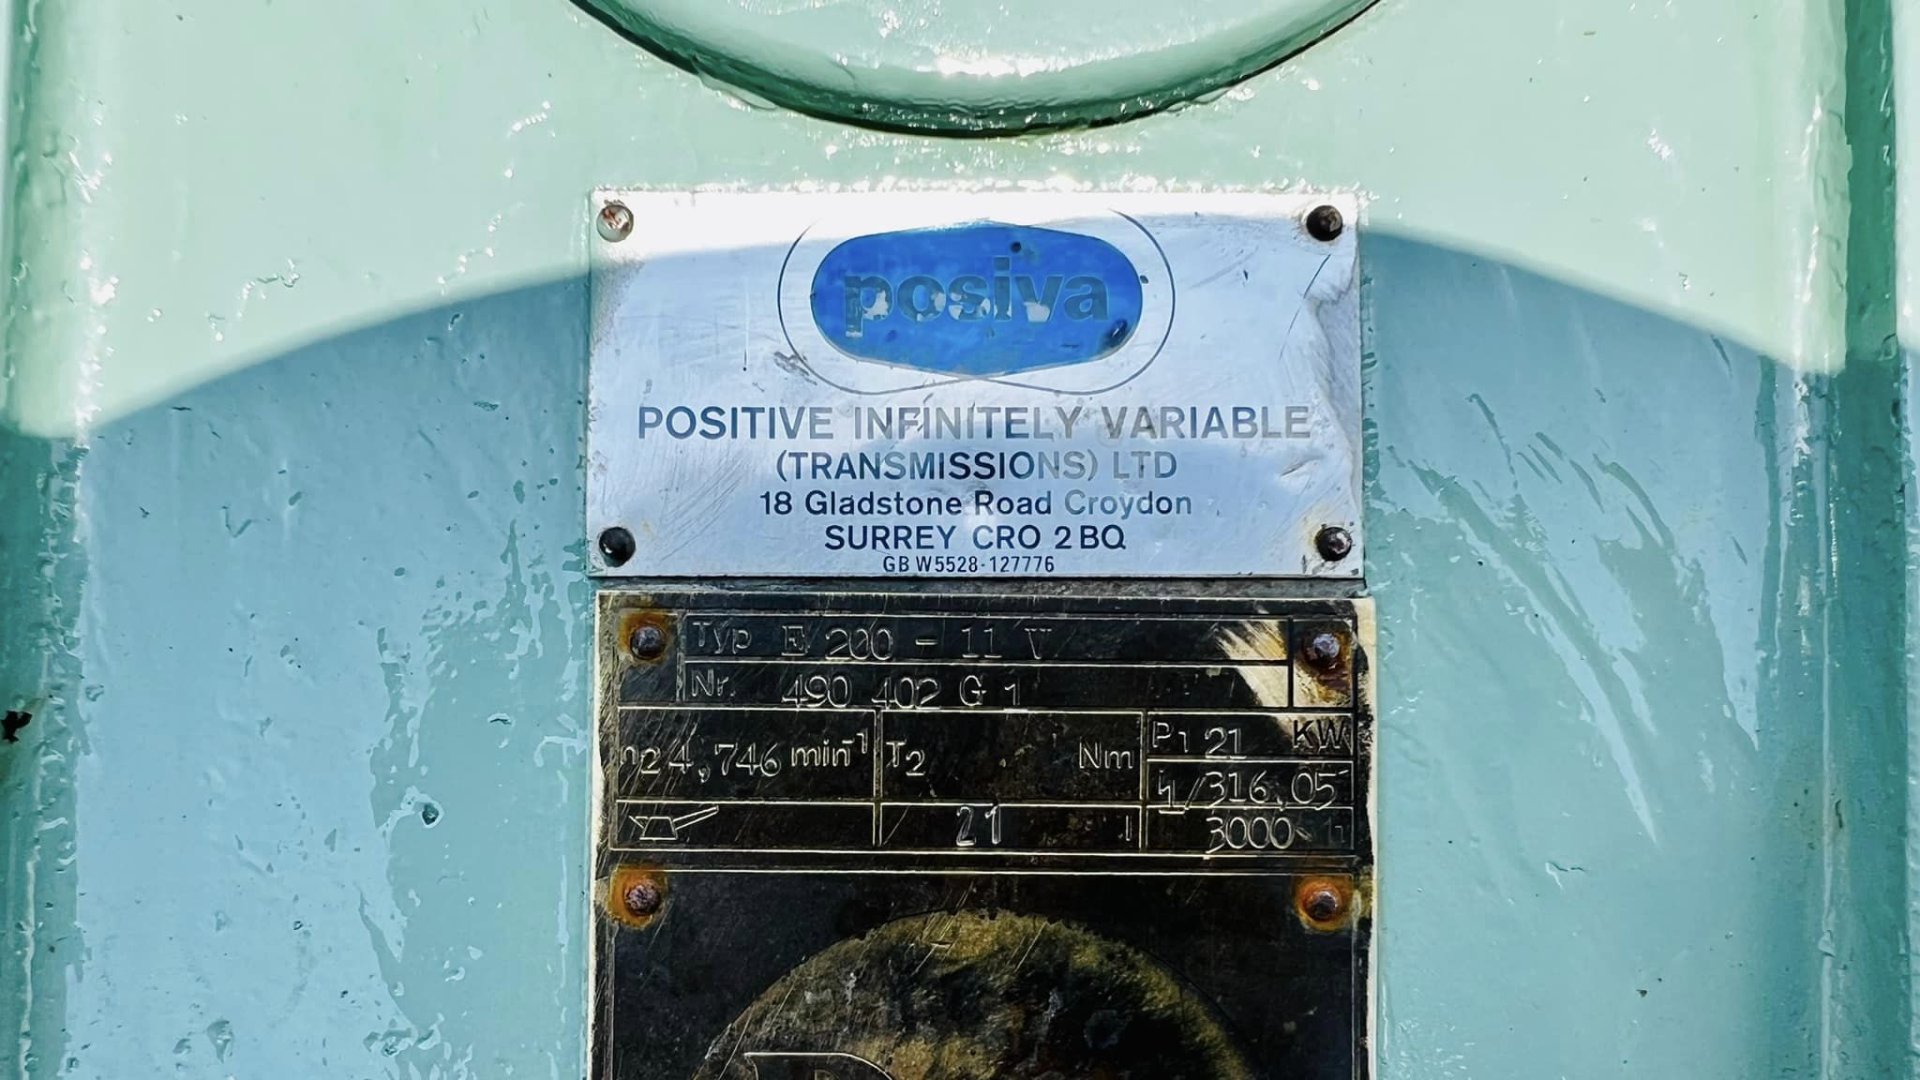 posiva
POSITIVE INFINITELY VARIABLE
(TRANSMISSIONS) LTD
18 Gladstone Road Croydon
SURREY CRO 2BQ
GB W5528-127776
Typ E 200 - 11 V
Nr. 490 402 G 1
n2 4,746 min-1 T2 Nm P1 21 KW
1/316,05
21 l 3000